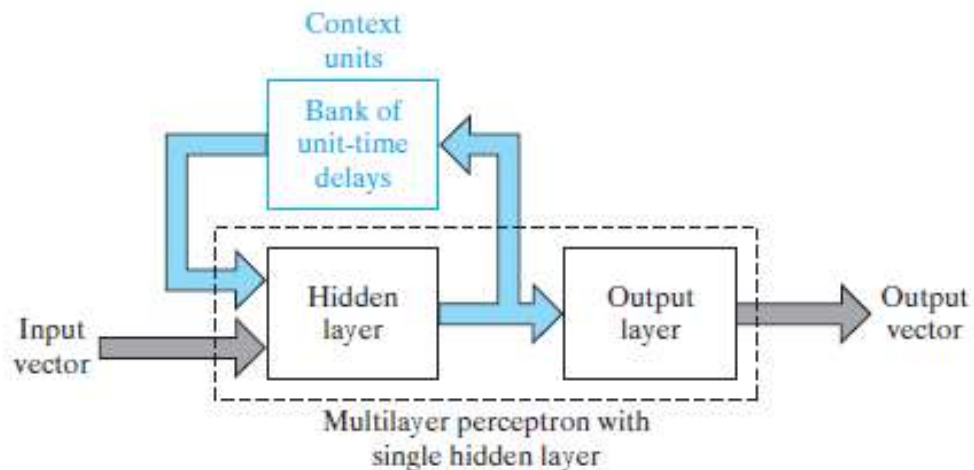 Context
units
Bank of
unit-time
delays
Hidden
layer
Output
layer
Input
vector
Output
vector
Multilayer perceptron with
single hidden layer